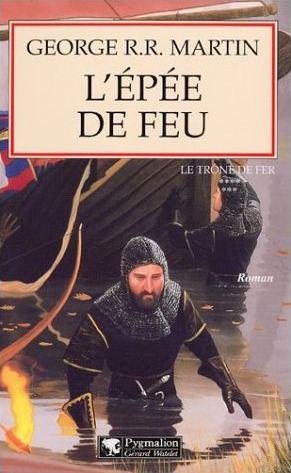 GEORGE R.R. MARTIN
L'ÉPÉE
DE FEU
LE TRÔNE DE FER
****
***
Roman
Pygmalion
Gérard Watelet